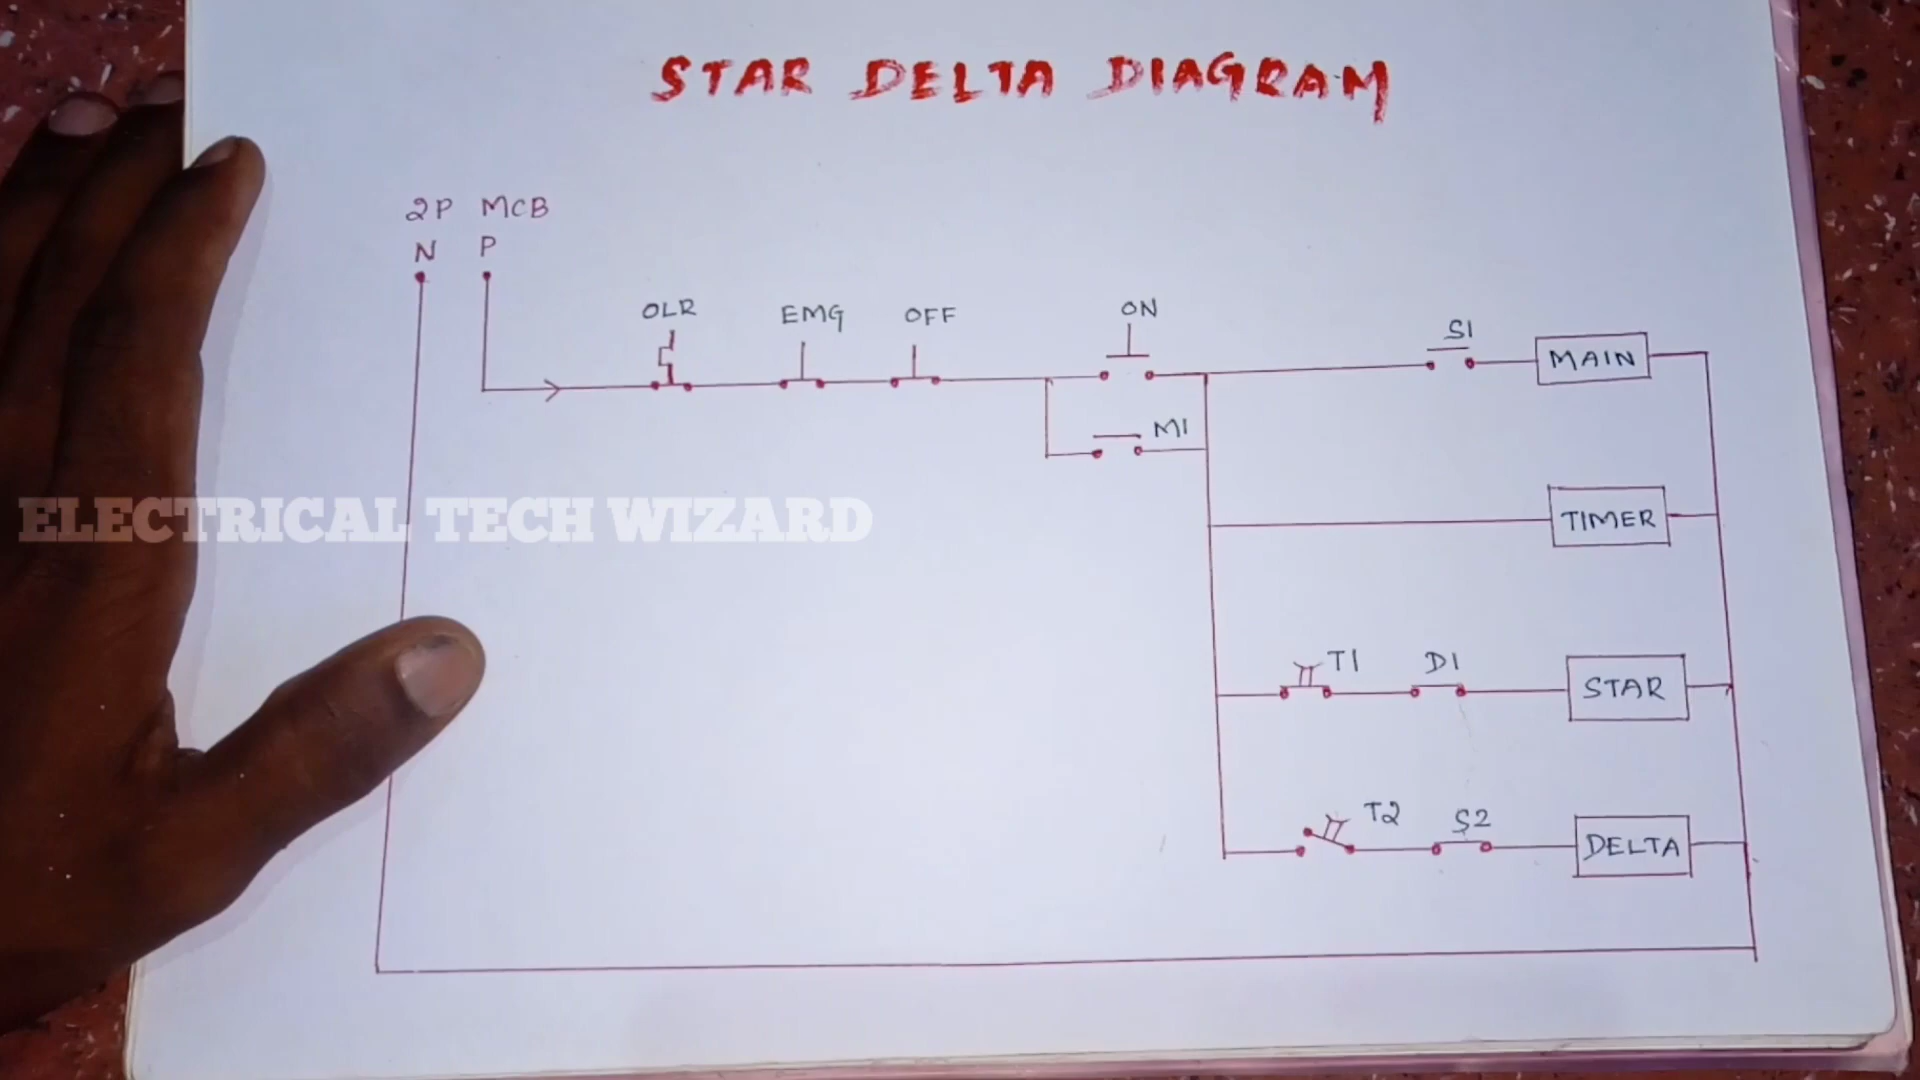 STAR DELTA DIAGRAM
2P MCB
N P
OLR EMG OFF ON
S1 MAIN
M1
ELECTRICAL TECH WIZARD
TIMER
T1 D1 STAR
T2 S2 DELTA